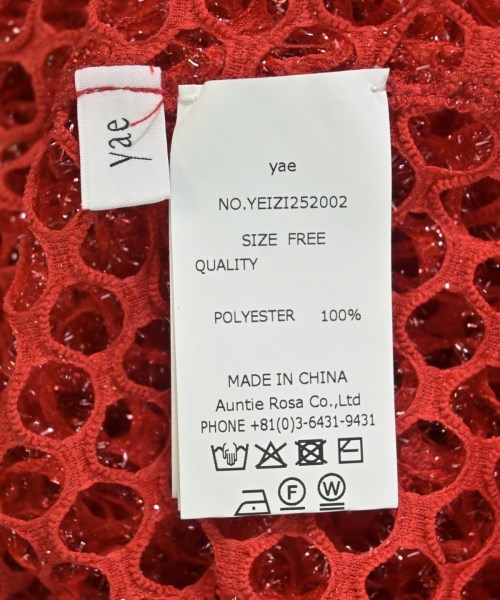 yae
yae
NO.YEIZI252002
SIZE FREE
QUALITY
POLYESTER 100%
MADE IN CHINA
Auntie Rosa Co.,Ltd
PHONE +81(0)3-6431-9431
F W